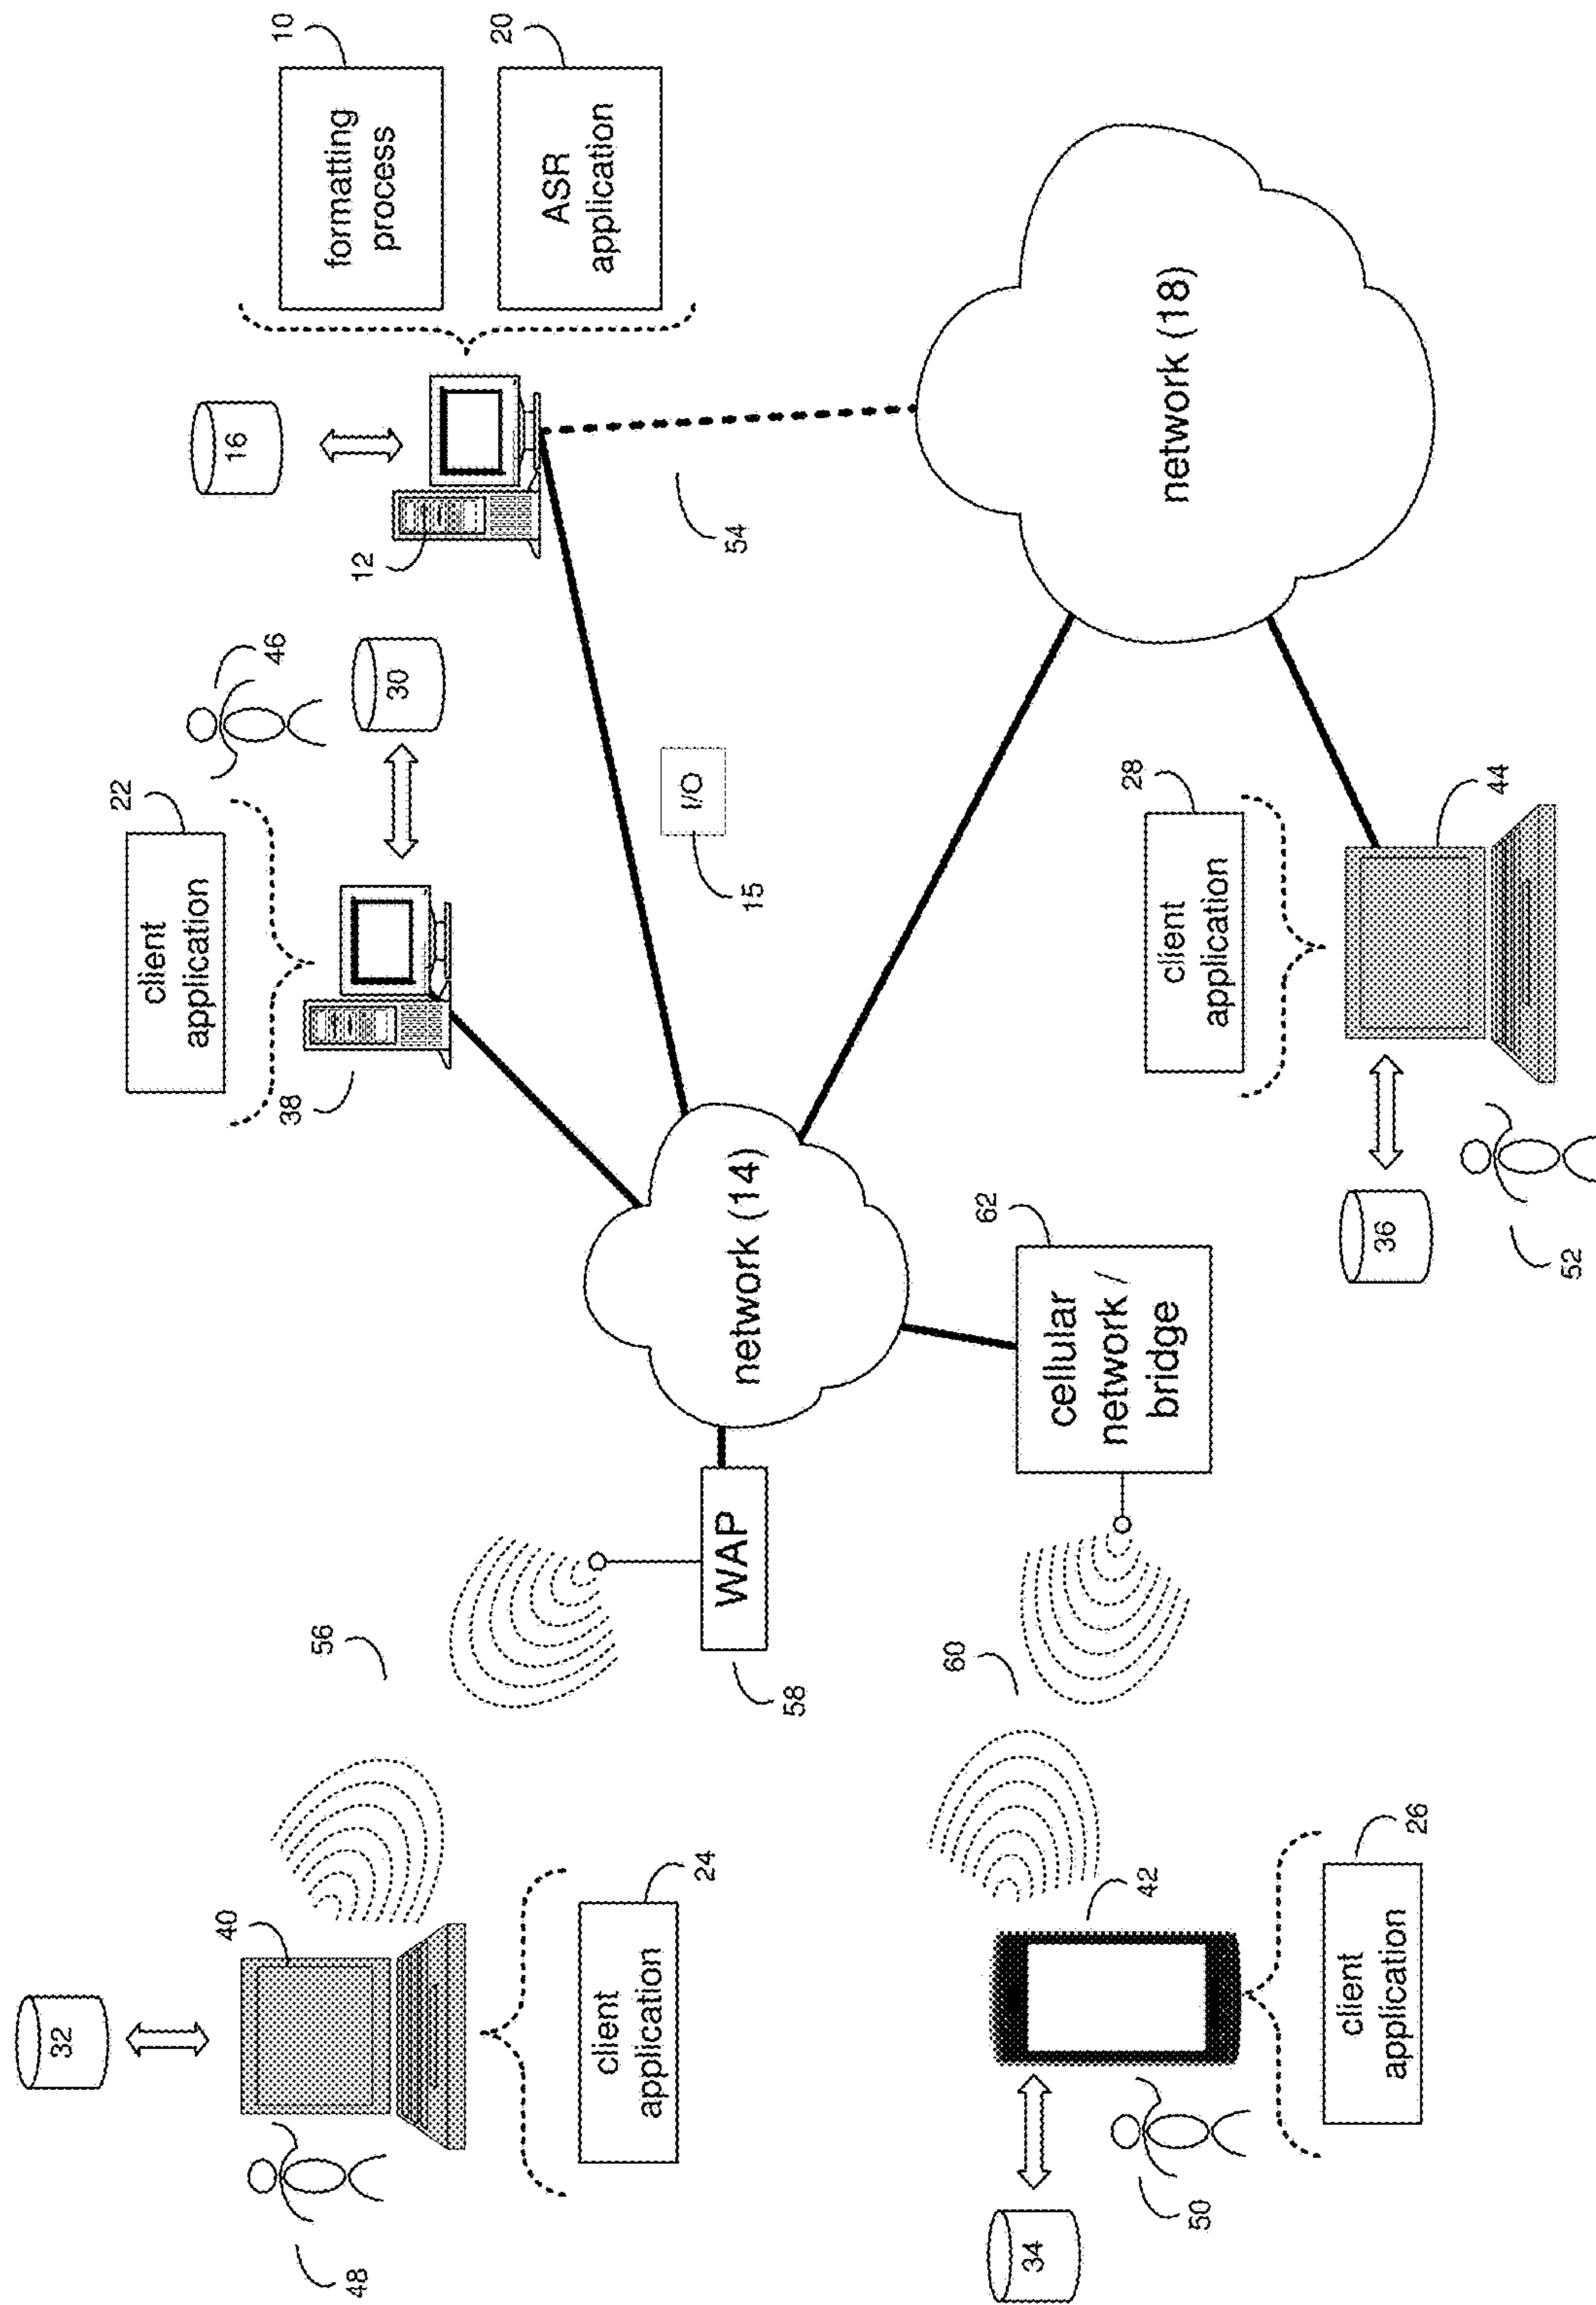 32
22
client
application
16
40
46
10
38
56
formatting
process
48
12
30
20
ASR
application
client
application
24
I/O
WAP
54
network (14)
15
58
60
62
34
cellular
network /
bridge
28
42
client
application
network (18)
50
client
application
36
26
44
52